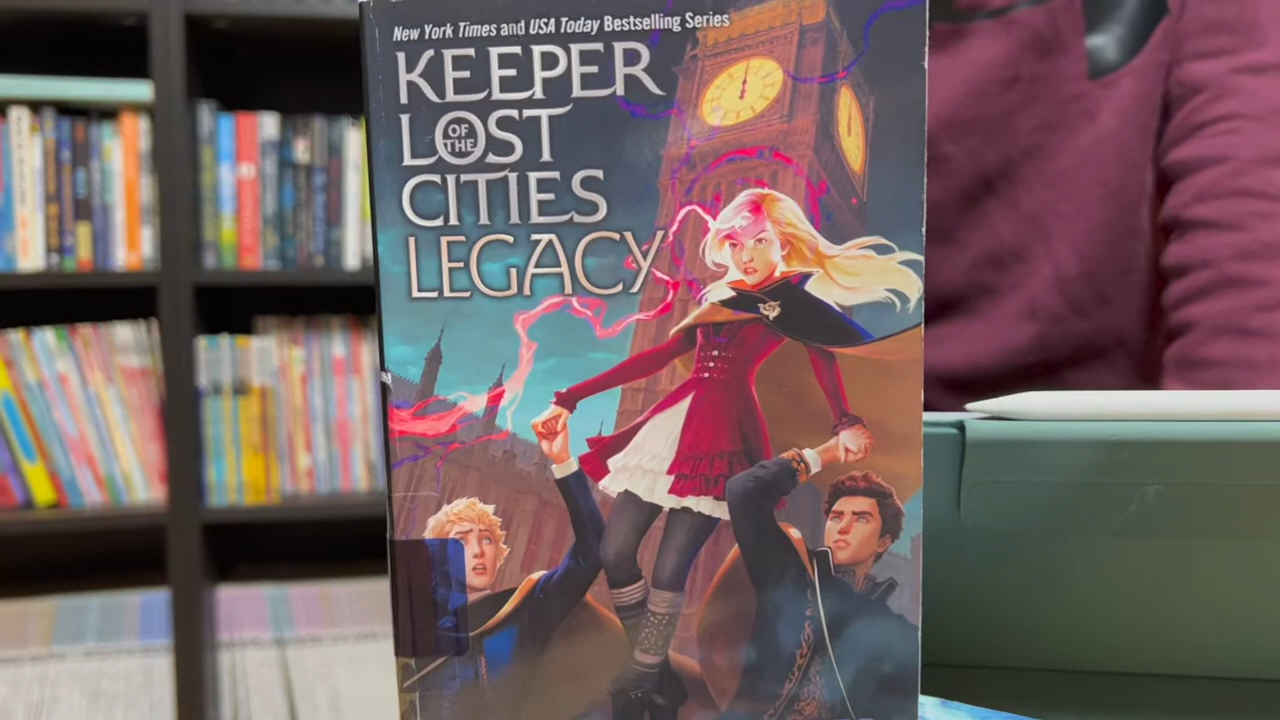 New York Times and USA Today Bestselling Series
KEEPER
OF THE
LOST
CITIES
LEGACY